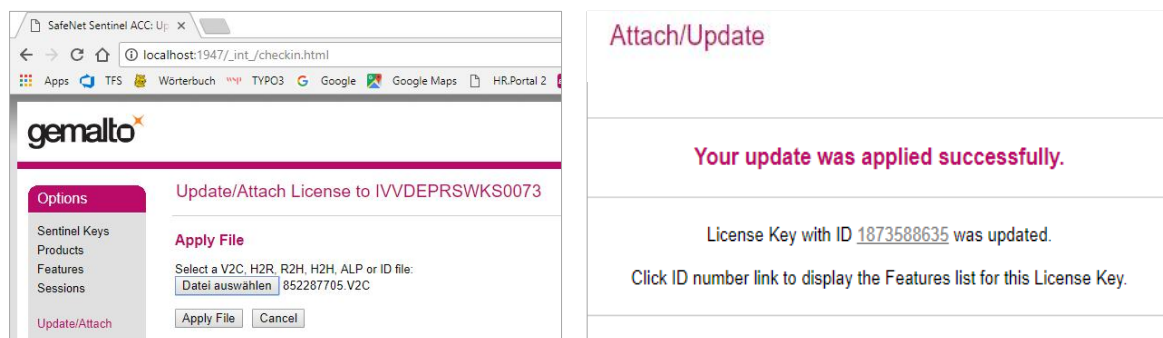 SafeNet Sentinel ACC: Up
localhost:1947/_int_/checkin.html
Apps TFS Wörterbuch TYPO3 Google Google Maps HR.Portal 2
gemalto
Options
Sentinel Keys
Products
Features
Sessions
Update/Attach
Update/Attach License to IVVDEPRSWKS0073
Apply File
Select a V2C, H2R, R2H, H2H, ALP or ID file:
Datei auswählen 852287705.V2C
Apply File Cancel
Attach/Update
Your update was applied successfully.
License Key with ID 1873588635 was updated.
Click ID number link to display the Features list for this License Key.